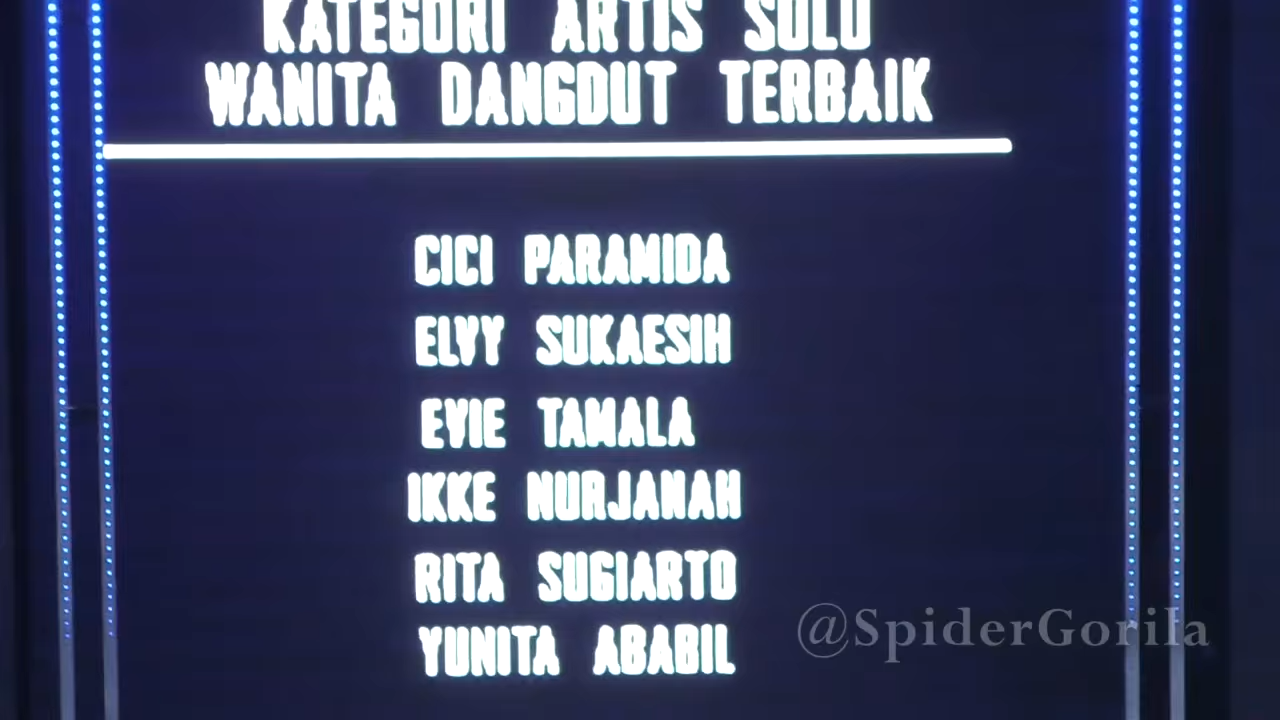 KATEGORI ARTIS SOLO
WANITA DANGDUT TERBAIK
CICI PARAMIDA
ELVY SUKAESIH
EVIE TAMALA
IKKE NURJANAH
RITA SUGIARTO
YUNITA ABABIL
@SpiderGorila